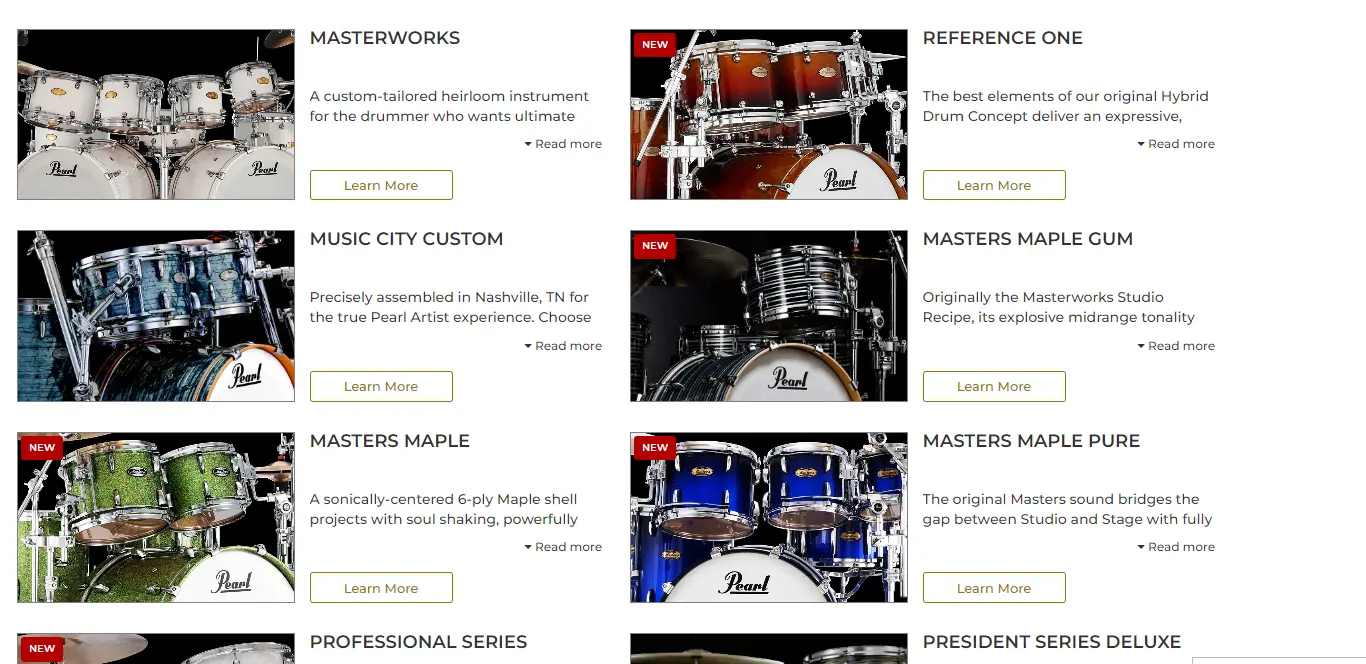 MASTERWORKS
A custom-tailored heirloom instrument
for the drummer who wants ultimate
Read more
Learn More
Pearl
Pearl
NEW
REFERENCE ONE
The best elements of our original Hybrid
Drum Concept deliver an expressive,
Read more
Learn More
Pearl
MUSIC CITY CUSTOM
Precisely assembled in Nashville, TN for
the true Pearl Artist experience. Choose
Read more
Learn More
Pearl
NEW
MASTERS MAPLE GUM
Originally the Masterworks Studio
Recipe, its explosive midrange tonality
Read more
Learn More
Pearl
NEW
MASTERS MAPLE
A sonically-centered 6-ply Maple shell
projects with soul shaking, powerfully
Read more
Learn More
Pearl
NEW
MASTERS MAPLE PURE
The original Masters sound bridges the
gap between Studio and Stage with fully
Read more
Learn More
Pearl
NEW
PROFESSIONAL SERIES
PRESIDENT SERIES DELUXE